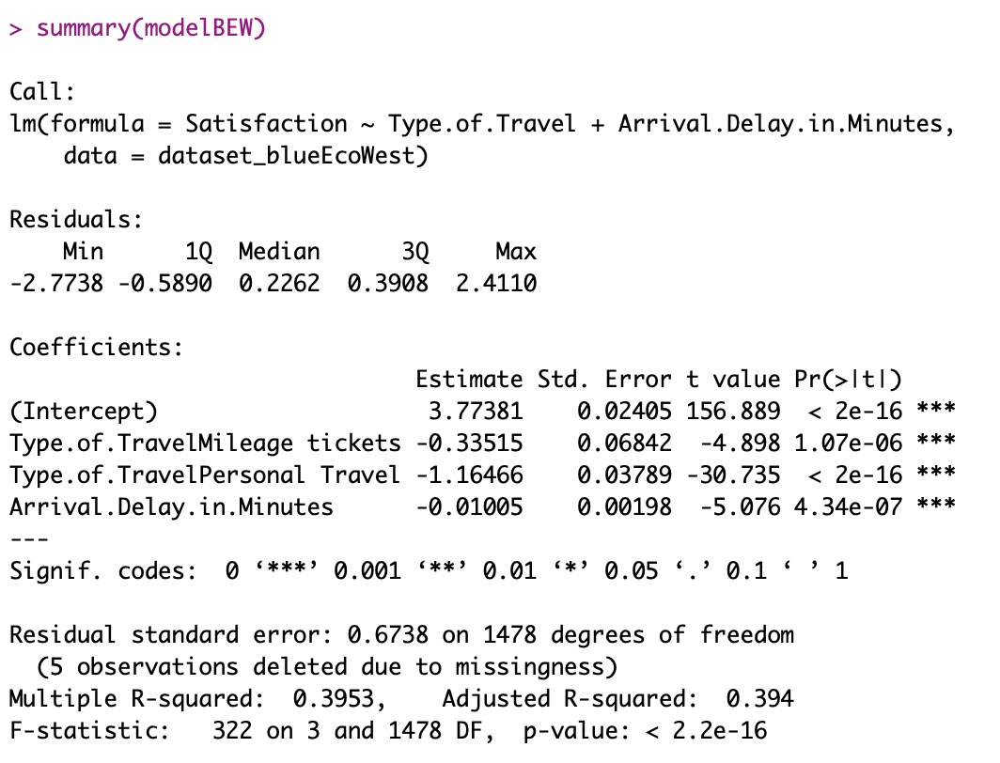 > summary(modelBEW)

Call:
lm(formula = Satisfaction ~ Type.of.Travel + Arrival.Delay.in.Minutes,
    data = dataset_blueEcoWest)

Residuals:
    Min      1Q  Median      3Q     Max
-2.7738 -0.5890  0.2262  0.3908  2.4110

Coefficients:
                              Estimate Std. Error t value Pr(>|t|)
(Intercept)                    3.77381    0.02405 156.889  < 2e-16 ***
Type.of.TravelMileage tickets -0.33515    0.06842  -4.898 1.07e-06 ***
Type.of.TravelPersonal Travel -1.16466    0.03789 -30.735  < 2e-16 ***
Arrival.Delay.in.Minutes      -0.01005    0.00198  -5.076 4.34e-07 ***
---
Signif. codes:  0 ‘***’ 0.001 ‘**’ 0.01 ‘*’ 0.05 ‘.’ 0.1 ‘ ’ 1

Residual standard error: 0.6738 on 1478 degrees of freedom
  (5 observations deleted due to missingness)
Multiple R-squared:  0.3953,    Adjusted R-squared:  0.394
F-statistic:   322 on 3 and 1478 DF,  p-value: < 2.2e-16